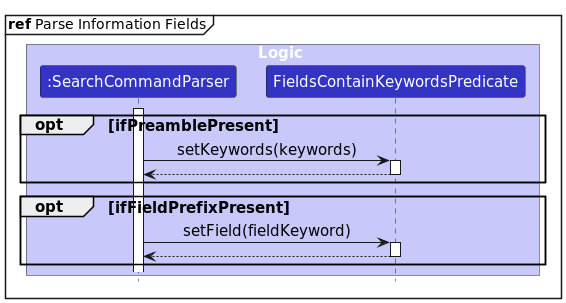 ref Parse Information Fields
Logic
:SearchCommandParser
FieldsContainKeywordsPredicate
opt [ifPreamblePresent]
setKeywords(keywords)
opt [ifFieldPrefixPresent]
setField(fieldKeyword)